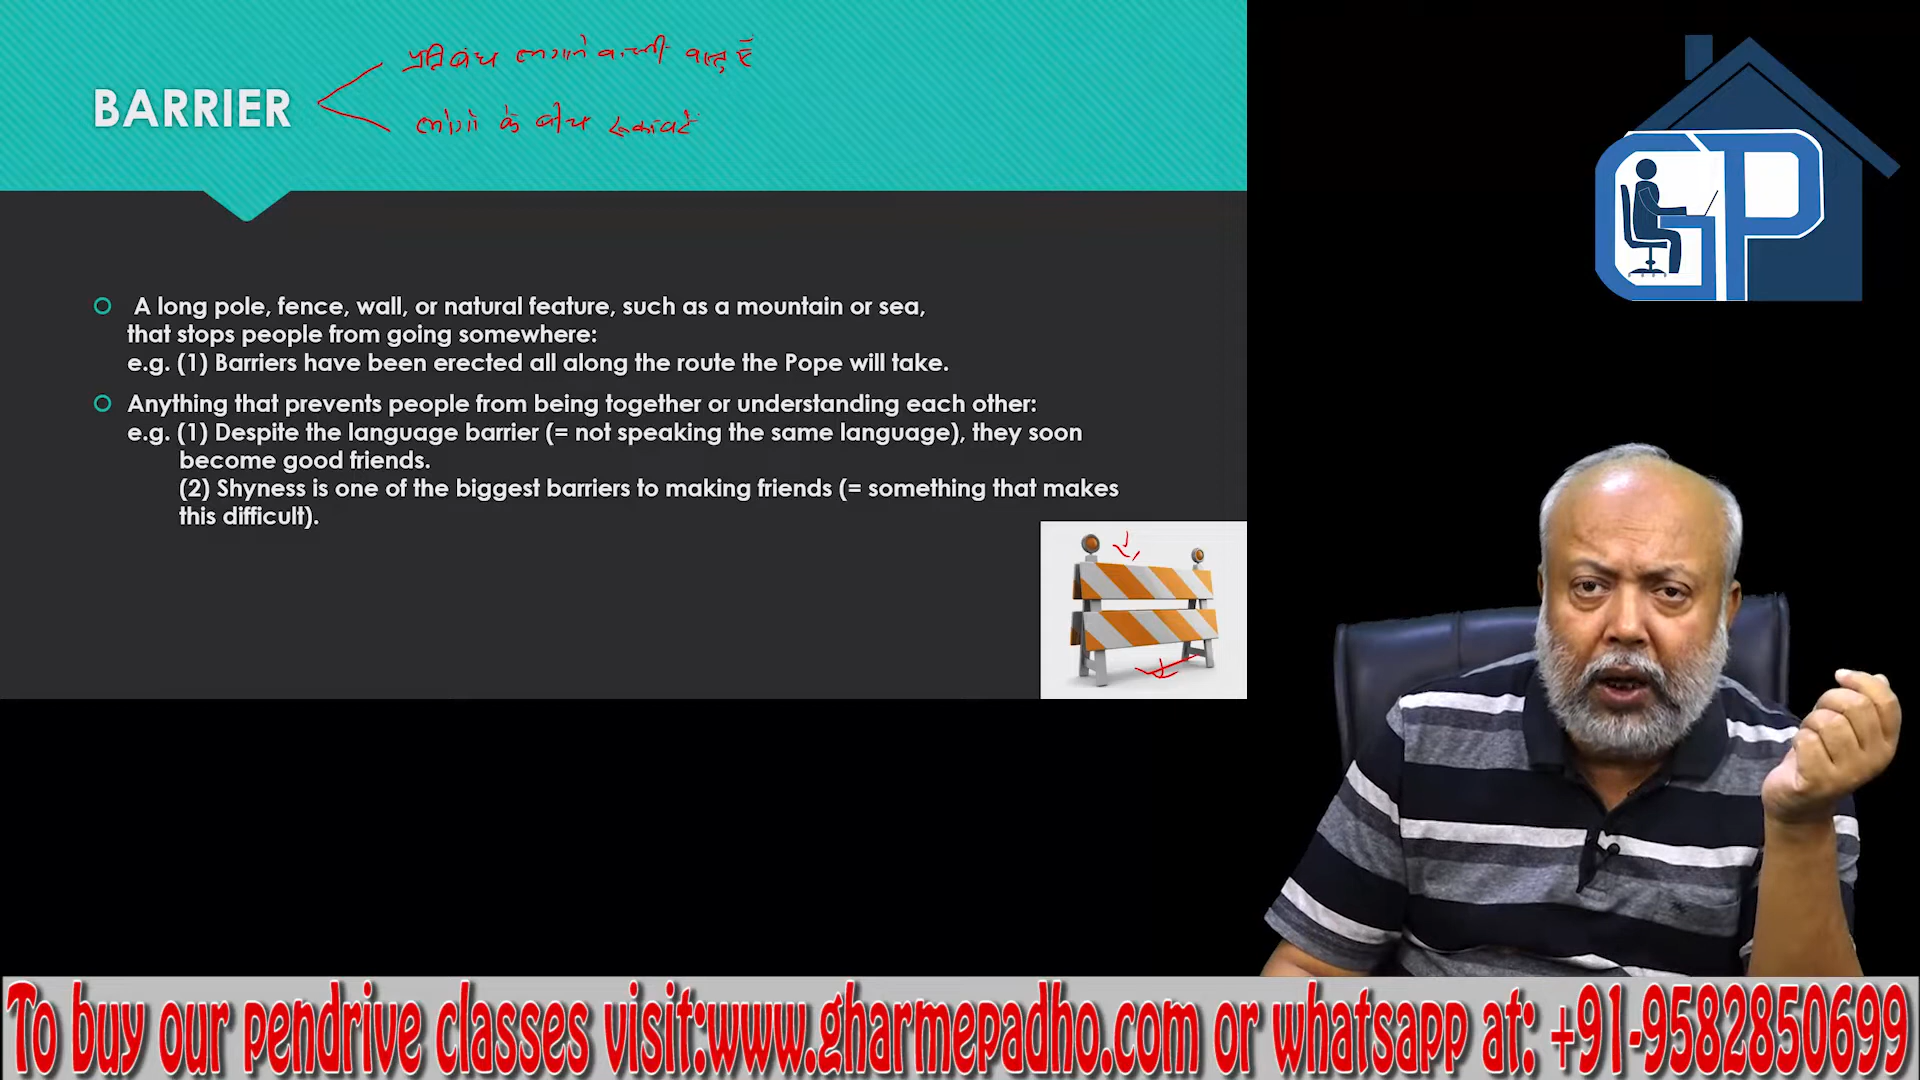 BARRIER
प्रतिबंध लगाने वाली वस्तुएँ
लोगों के बीच रूकावटें
A long pole, fence, wall, or natural feature, such as a mountain or sea,
that stops people from going somewhere:
e.g. (1) Barriers have been erected all along the route the Pope will take.
Anything that prevents people from being together or understanding each other:
e.g. (1) Despite the language barrier (= not speaking the same language), they soon
become good friends.
(2) Shyness is one of the biggest barriers to making friends (= something that makes
this difficult).
GP
To buy our pendrive classes visit:www.gharmepadho.com or whatsapp at: +91-9582850699